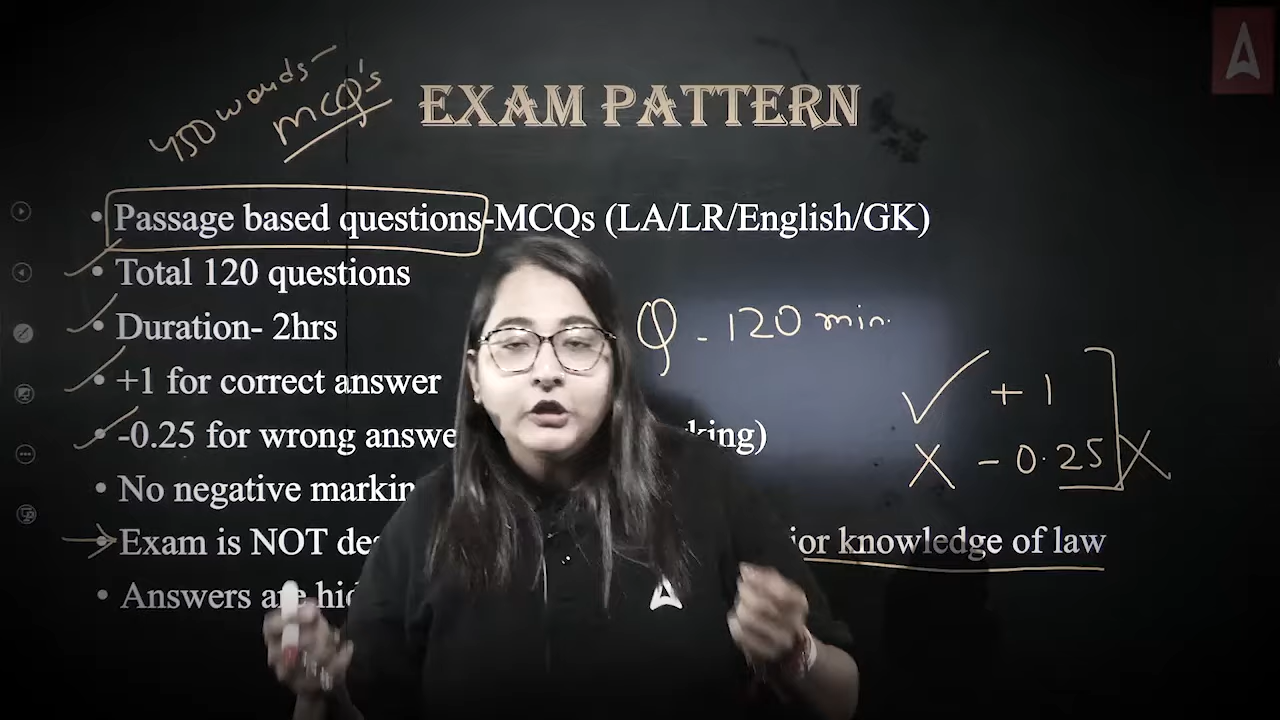 450 words-
MCQ's
EXAM PATTERN
• Passage based questions-MCQs (LA/LR/English/GK)
• Total 120 questions
• Duration- 2hrs
Q - 120 min.
• +1 for correct answer
+ 1
• -0.25 for wrong answe king)
X - 0.25 X
• No negative markin
• Exam is NOT de ior knowledge of law
• Answers are hid